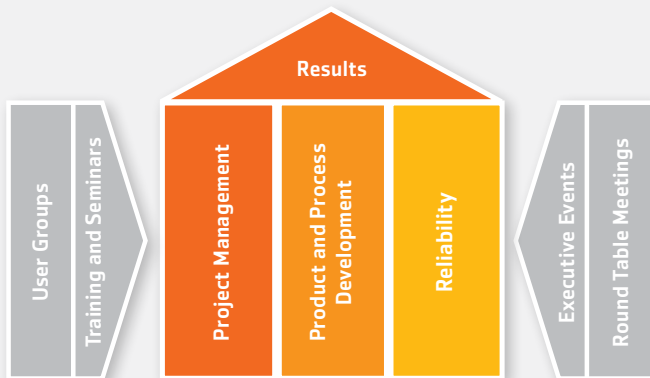 Results
User Groups
Training and Seminars
Project Management
Product and Process
Development
Reliability
Executive Events
Round Table Meetings